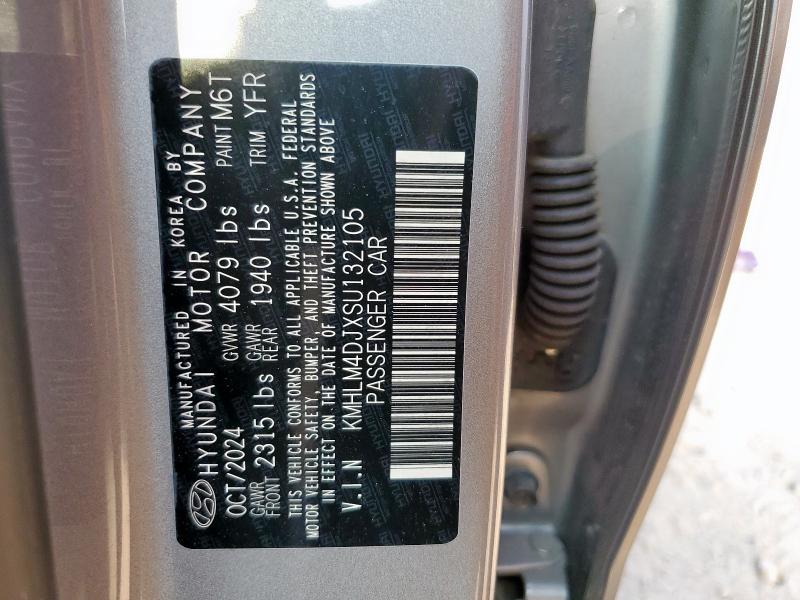 MANUFACTURED IN KOREA BY
HYUNDAI MOTOR COMPANY
OCT/2024 GVWR 4079 lbs PAINT M6T
GAWR FRONT 2315 lbs GAWR REAR 1940 lbs TRIM YFR
THIS VEHICLE CONFORMS TO ALL APPLICABLE U.S.A. FEDERAL
MOTOR VEHICLE SAFETY, BUMPER, AND THEFT PREVENTION STANDARDS
IN EFFECT ON THE DATE OF MANUFACTURE SHOWN ABOVE
V.I.N KMHLM4DJXSU132105
PASSENGER CAR